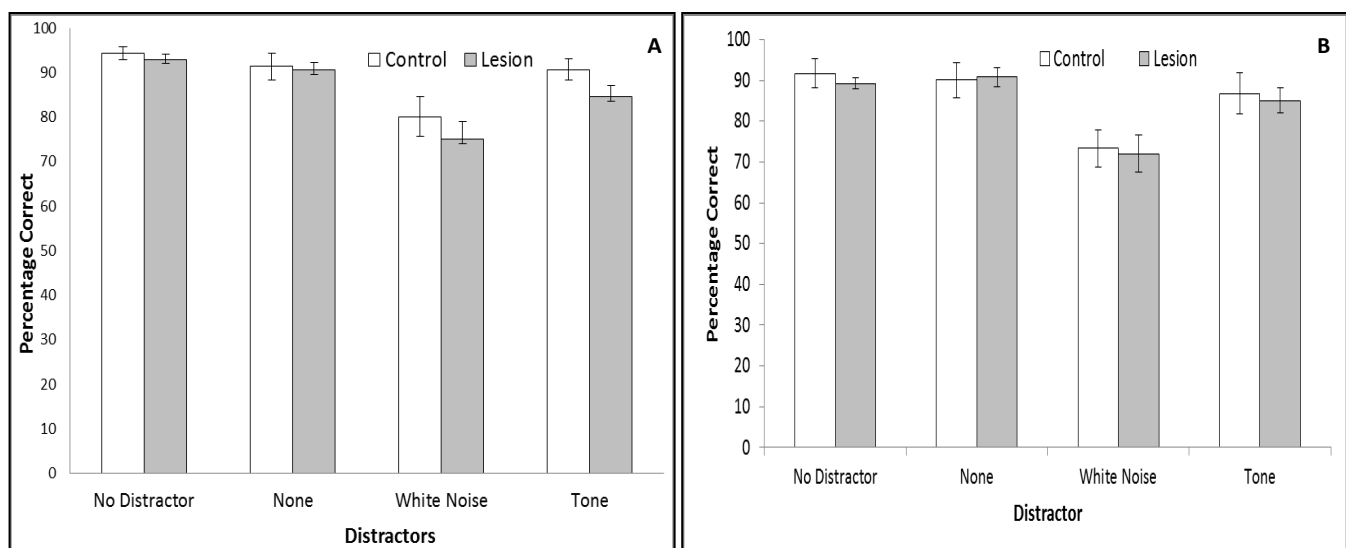 A
Control Lesion
Percentage Correct
100
90
80
70
60
50
40
30
20
10
0
No Distractor None White Noise Tone
Distractors
B
Control Lesion
Percentage Correct
100
90
80
70
60
50
40
30
20
10
0
No Distractor None White Noise Tone
Distractor